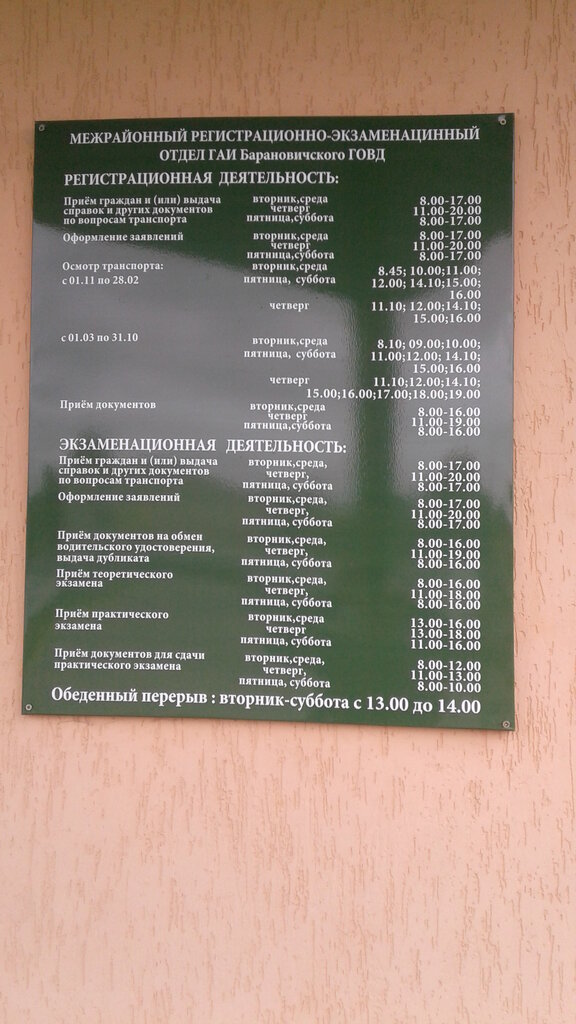 МЕЖРАЙОННЫЙ РЕГИСТРАЦИОННО-ЭКЗАМЕНАЦИННЫЙ
ОТДЕЛ ГАИ Барановичского ГОВД
РЕГИСТРАЦИОННАЯ ДЕЯТЕЛЬНОСТЬ:
Приём граждан и (или) выдача вторник,среда 8.00-17.00
справок и других документов четверг 11.00-20.00
по вопросам транспорта пятница,суббота 8.00-17.00
Оформление заявлений вторник,среда 8.00-17.00
четверг 11.00-20.00
пятница,суббота 8.00-17.00
Осмотр транспорта: вторник,среда 8.45; 10.00;11.00;
с 01.11 по 28.02 пятница, суббота 12.00; 14.10;15.00;
16.00
четверг 11.10; 12.00;14.10;
15.00;16.00
с 01.03 по 31.10 вторник,среда 8.10; 09.00;10.00;
пятница, суббота 11.00;12.00; 14.10;
15.00;16.00
четверг 11.10;12.00;14.10;
15.00;16.00;17.00;18.00;19.00
Приём документов вторник,среда 8.00-16.00
четверг 11.00-19.00
пятница,суббота 8.00-16.00
ЭКЗАМЕНАЦИОННАЯ ДЕЯТЕЛЬНОСТЬ:
Приём граждан и (или) выдача вторник,среда, 8.00-17.00
справок и других документов четверг, 11.00-20.00
по вопросам транспорта пятница, суббота 8.00-17.00
Оформление заявлений вторник,среда, 8.00-17.00
четверг, 11.00-20.00
пятница, суббота 8.00-17.00
Приём документов на обмен вторник,среда, 8.00-16.00
водительского удостоверения, четверг, 11.00-19.00
выдача дубликата пятница, суббота 8.00-16.00
Приём теоретического вторник,среда, 8.00-16.00
экзамена четверг, 11.00-18.00
пятница, суббота 8.00-16.00
Приём практического вторник,среда 13.00-16.00
экзамена четверг 13.00-18.00
пятница, суббота 11.00-16.00
Приём документов для сдачи вторник,среда, 8.00-12.00
практического экзамена четверг, 11.00-13.00
пятница, суббота 8.00-10.00
Обеденный перерыв : вторник-суббота с 13.00 до 14.00